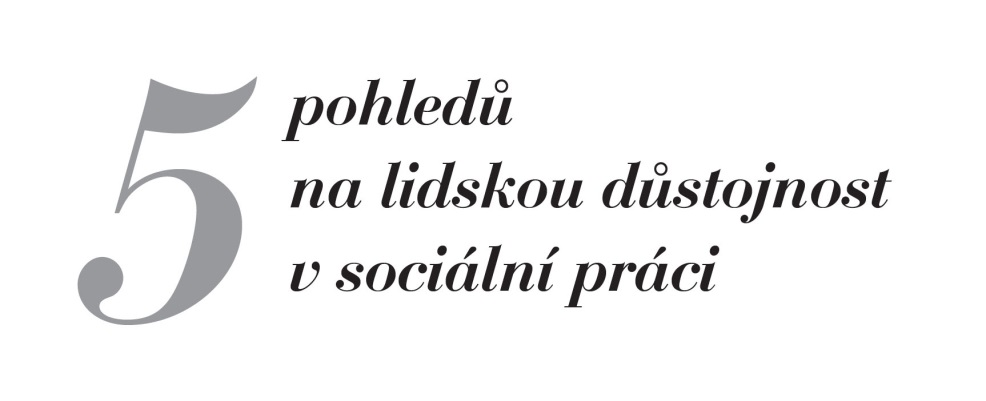 5 pohledů
na lidskou důstojnost
v sociální práci